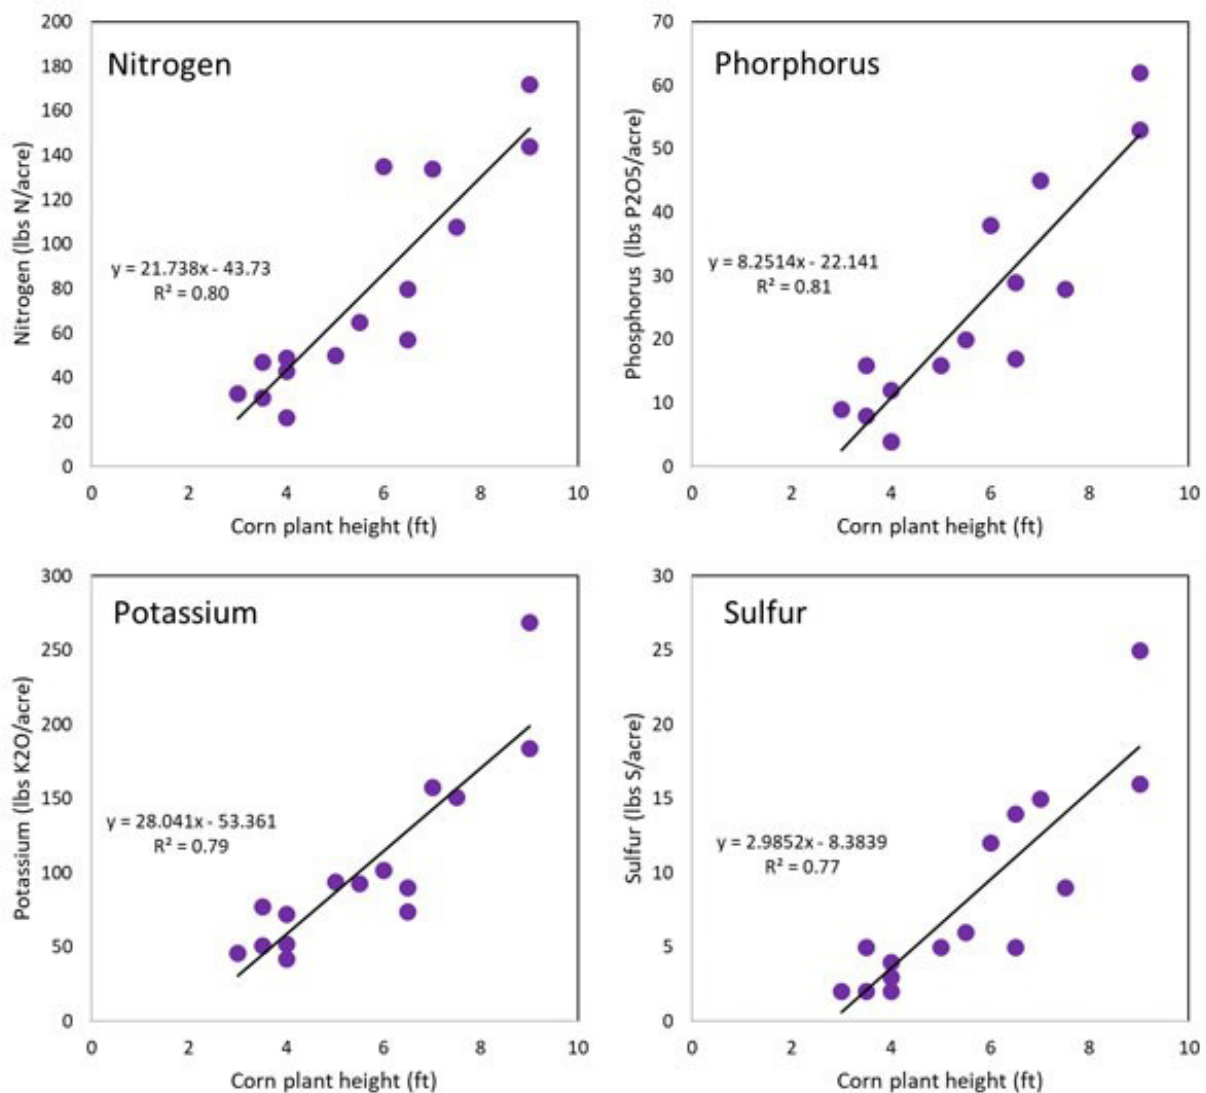 Nitrogen
Nitrogen (lbs N/acre)
200
180
160
140
120
100
80
60
40
20
0
y = 21.738x - 43.73
R² = 0.80
0 2 4 6 8 10
Corn plant height (ft)
Phorphorus
Phosphorus (lbs P2O5/acre)
70
60
50
40
30
20
10
0
y = 8.2514x - 22.141
R² = 0.81
0 2 4 6 8 10
Corn plant height (ft)
Potassium
Potassium (lbs K2O/acre)
300
250
200
150
100
50
0
y = 28.041x - 53.361
R² = 0.79
0 2 4 6 8 10
Corn plant height (ft)
Sulfur
Sulfur (lbs S/acre)
30
25
20
15
10
5
0
y = 2.9852x - 8.3839
R² = 0.77
0 2 4 6 8 10
Corn plant height (ft)